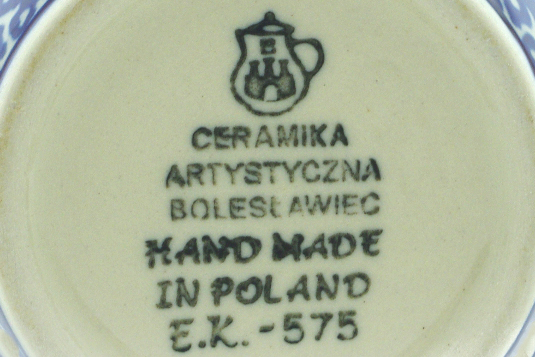 CERAMIKA
ARTYSTYCZNA
BOLESŁAWIEC
HAND MADE
IN POLAND
E.K.-575